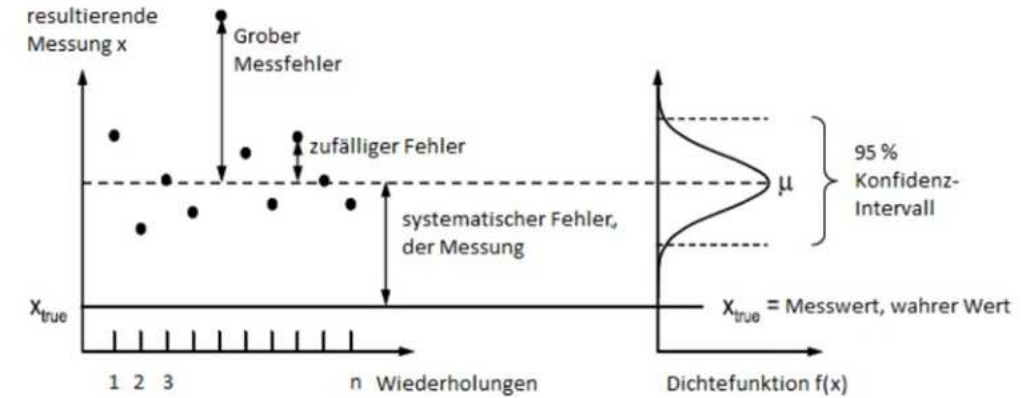 resultierende
Messung x
Grober
Messfehler
zufälliger Fehler
95 %
Konfidenz-
Intervall
μ
systematischer Fehler,
der Messung
Xtrue
Xtrue = Messwert, wahrer Wert
1 2 3 n Wiederholungen
Dichtefunktion f(x)